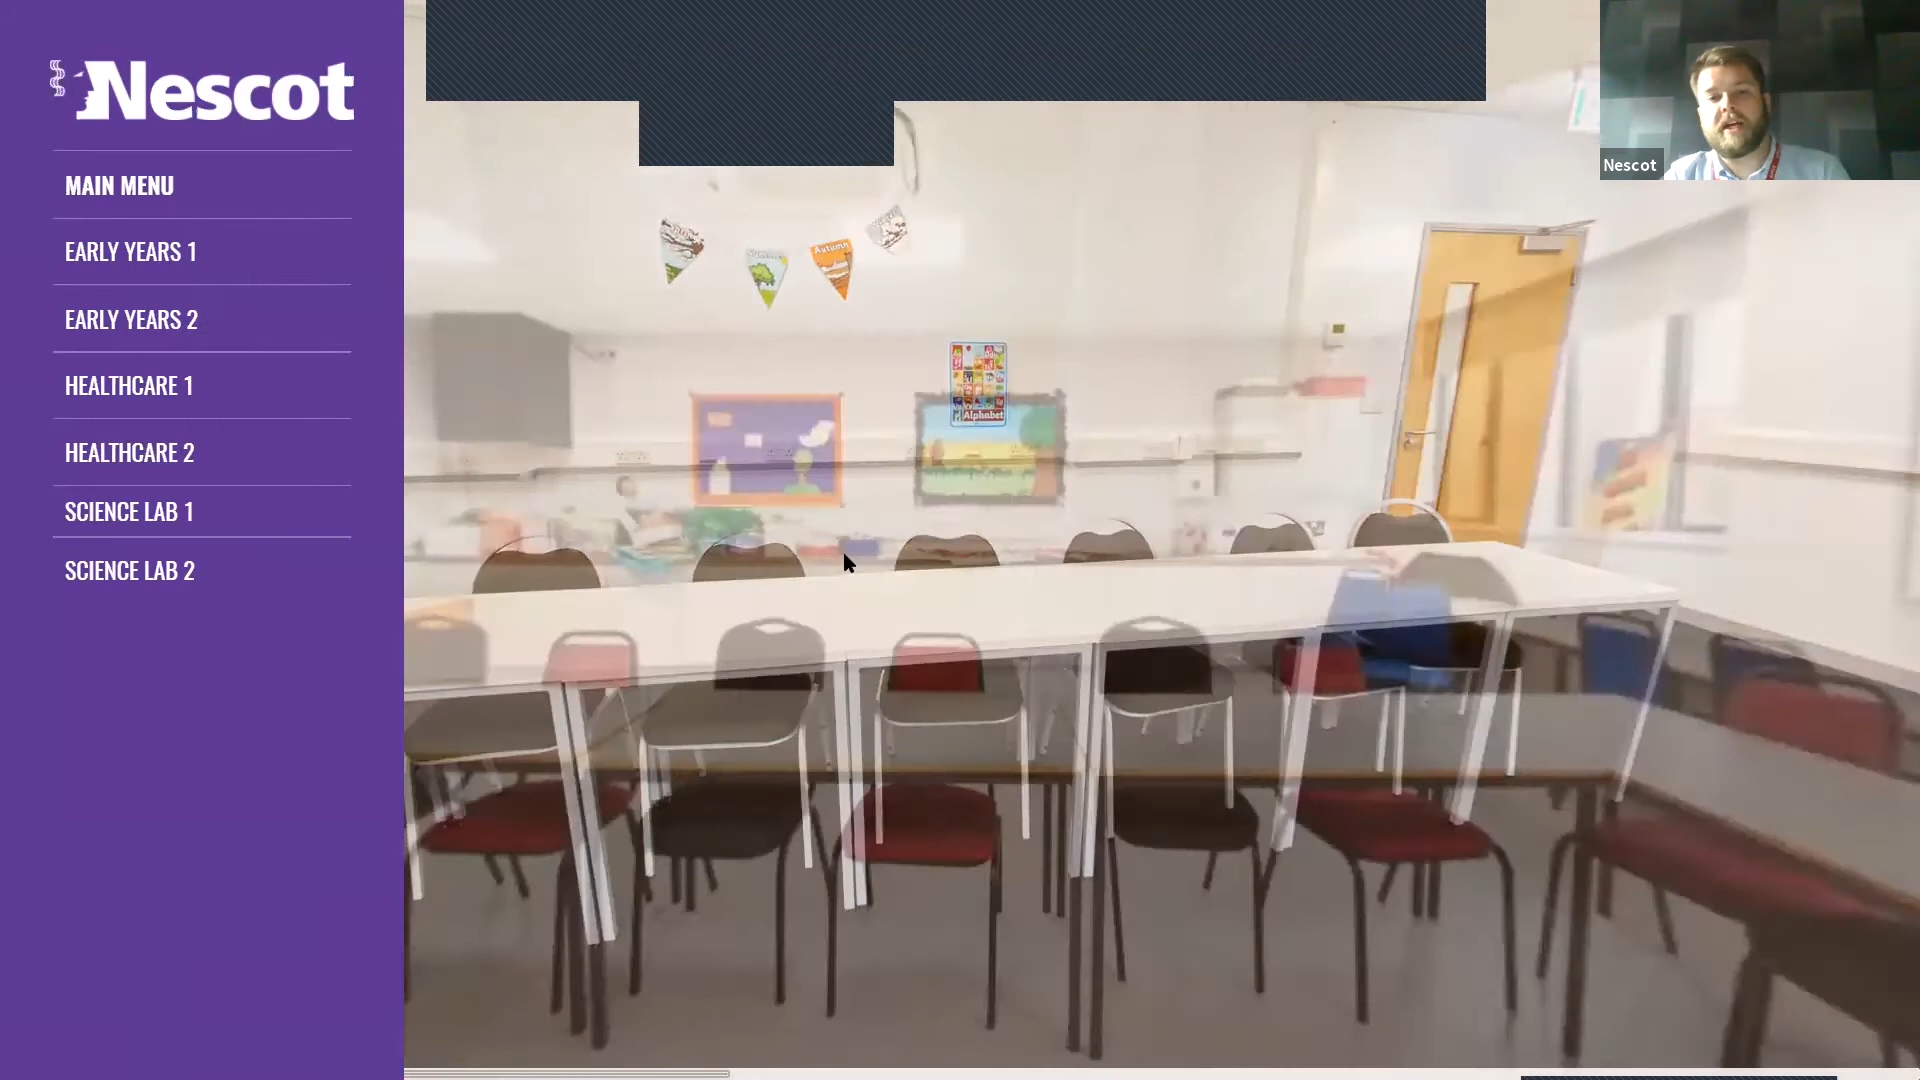 Nescot
MAIN MENU
EARLY YEARS 1
EARLY YEARS 2
HEALTHCARE 1
HEALTHCARE 2
SCIENCE LAB 1
SCIENCE LAB 2
Nescot
Summer
Autumn
Alphabet